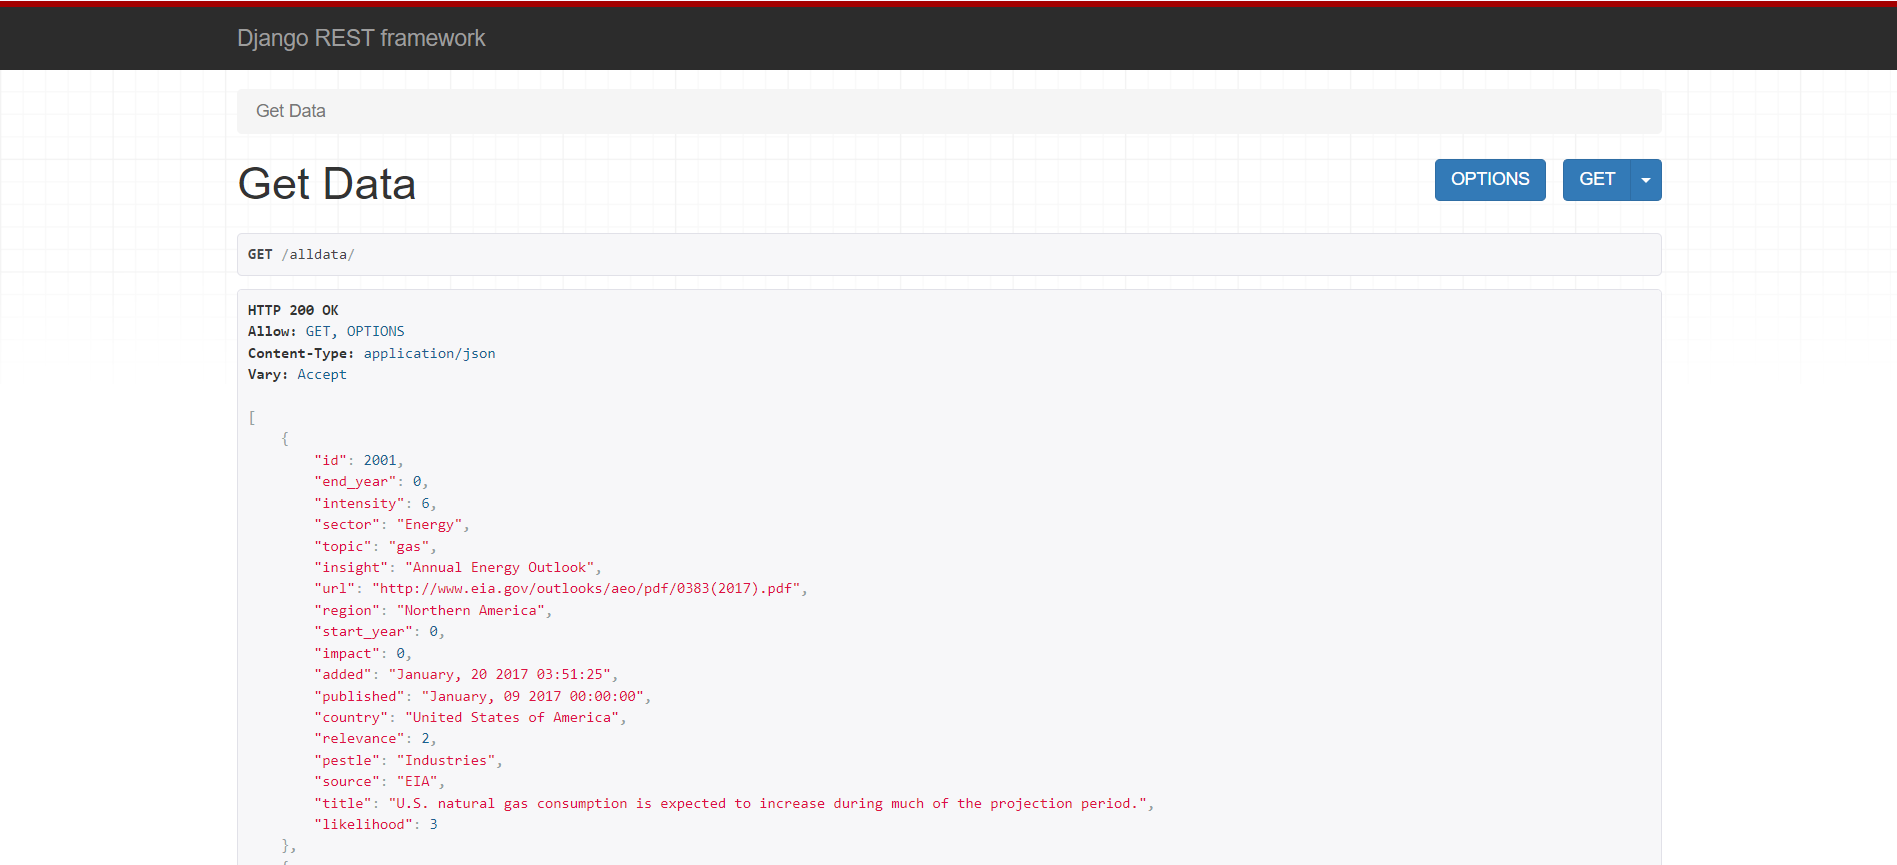 Django REST framework
Get Data
Get Data
OPTIONS
GET
GET /alldata/
HTTP 200 OK
Allow: GET, OPTIONS
Content-Type: application/json
Vary: Accept
[
    {
        "id": 2001,
        "end_year": 0,
        "intensity": 6,
        "sector": "Energy",
        "topic": "gas",
        "insight": "Annual Energy Outlook",
        "url": "http://www.eia.gov/outlooks/aeo/pdf/0383(2017).pdf",
        "region": "Northern America",
        "start_year": 0,
        "impact": 0,
        "added": "January, 20 2017 03:51:25",
        "published": "January, 09 2017 00:00:00",
        "country": "United States of America",
        "relevance": 2,
        "pestle": "Industries",
        "source": "EIA",
        "title": "U.S. natural gas consumption is expected to increase during much of the projection period.",
        "likelihood": 3
    },
    {